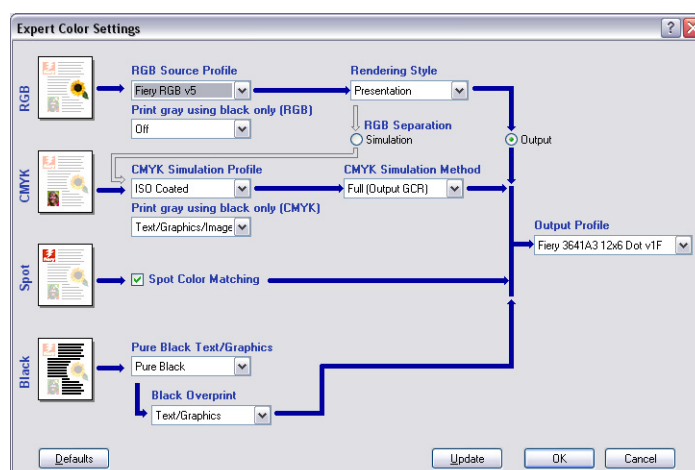 Expert Color Settings
RGB
RGB Source Profile
Fiery RGB v5
Rendering Style
Presentation
Print gray using black only (RGB)
Off
RGB Separation
Simulation
Output
CMYK
CMYK Simulation Profile
ISO Coated
CMYK Simulation Method
Full (Output GCR)
Print gray using black only (CMYK)
Text/Graphics/Image
Output Profile
Fiery 3641A3 12x6 Dot v1F
Spot
Spot Color Matching
Black
Pure Black Text/Graphics
Pure Black
Black Overprint
Text/Graphics
Defaults
Update
OK
Cancel